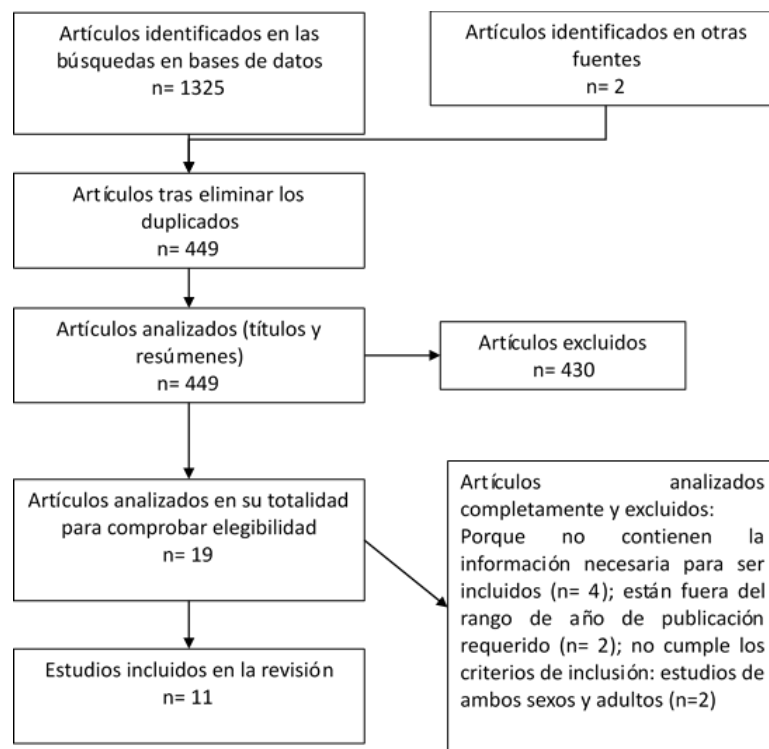 Artículos identificados en las
búsquedas en bases de datos
n= 1325
Artículos identificados en otras
fuentes
n= 2
Artículos tras eliminar los
duplicados
n= 449
Artículos analizados (títulos y
resúmenes)
n= 449
Artículos excluidos
n= 430
Artículos analizados en su totalidad
para comprobar elegibilidad
n= 19
Artículos analizados
completamente y excluidos:
Porque no contienen la
información necesaria para ser
incluidos (n= 4); están fuera del
rango de año de publicación
requerido (n= 2); no cumple los
criterios de inclusión: estudios de
ambos sexos y adultos (n=2)
Estudios incluidos en la revisión
n= 11